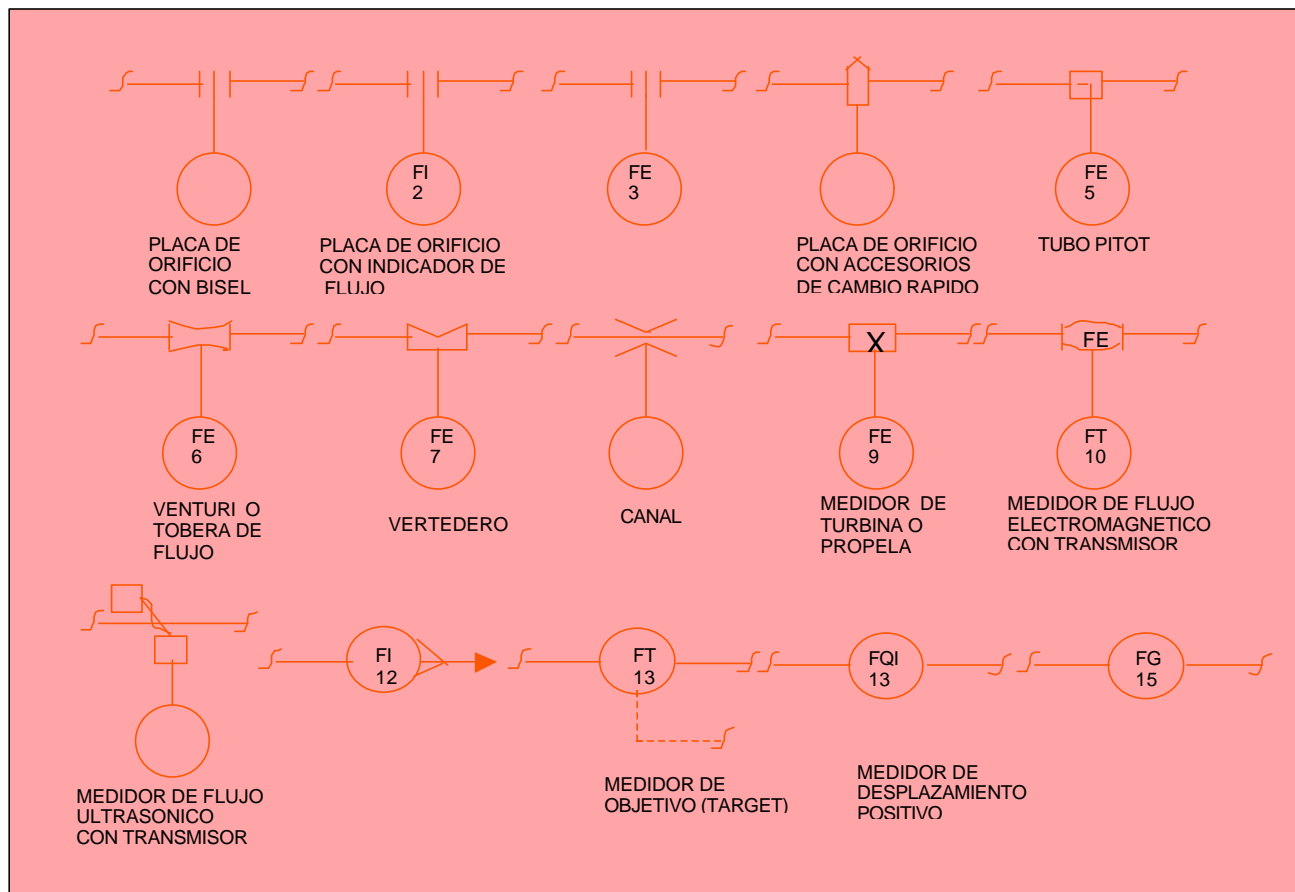 FI
2
FE
3
FE
5
PLACA DE
ORIFICIO
CON BISEL
PLACA DE ORIFICIO
CON INDICADOR DE
FLUJO
PLACA DE ORIFICIO
CON ACCESORIOS
DE CAMBIO RAPIDO
TUBO PITOT
X
FE
FE
6
FE
7
FE
9
FT
10
VENTURI O
TOBERA DE
FLUJO
VERTEDERO
CANAL
MEDIDOR DE
TURBINA O
PROPELA
MEDIDOR DE FLUJO
ELECTROMAGNETICO
CON TRANSMISOR
FI
12
FT
13
FQI
13
FG
15
MEDIDOR DE FLUJO
ULTRASONICO
CON TRANSMISOR
MEDIDOR DE
OBJETIVO (TARGET)
MEDIDOR DE
DESPLAZAMIENTO
POSITIVO